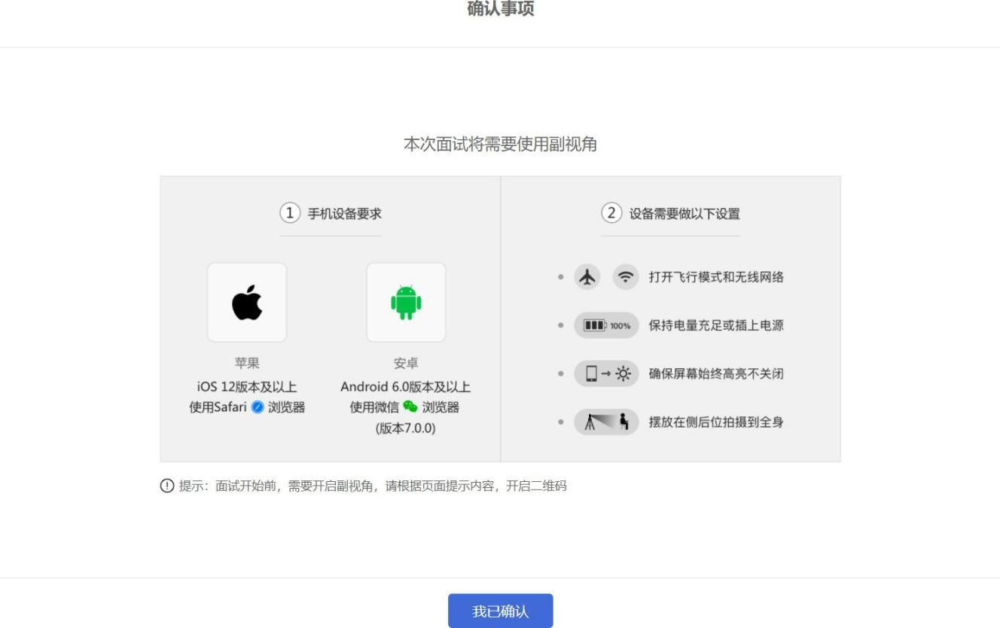 确认事项
本次面试将需要使用副视角
1 手机设备要求
苹果
iOS 12版本及以上
使用Safari 浏览器
安卓
Android 6.0版本及以上
使用微信 浏览器
(版本7.0.0)
2 设备需要做以下设置
打开飞行模式和无线网络
100% 保持电量充足或插上电源
确保屏幕始终高亮不关闭
摆放在侧后位拍摄到全身
提示：面试开始前，需要开启副视角，请根据页面提示内容，开启二维码
我已确认